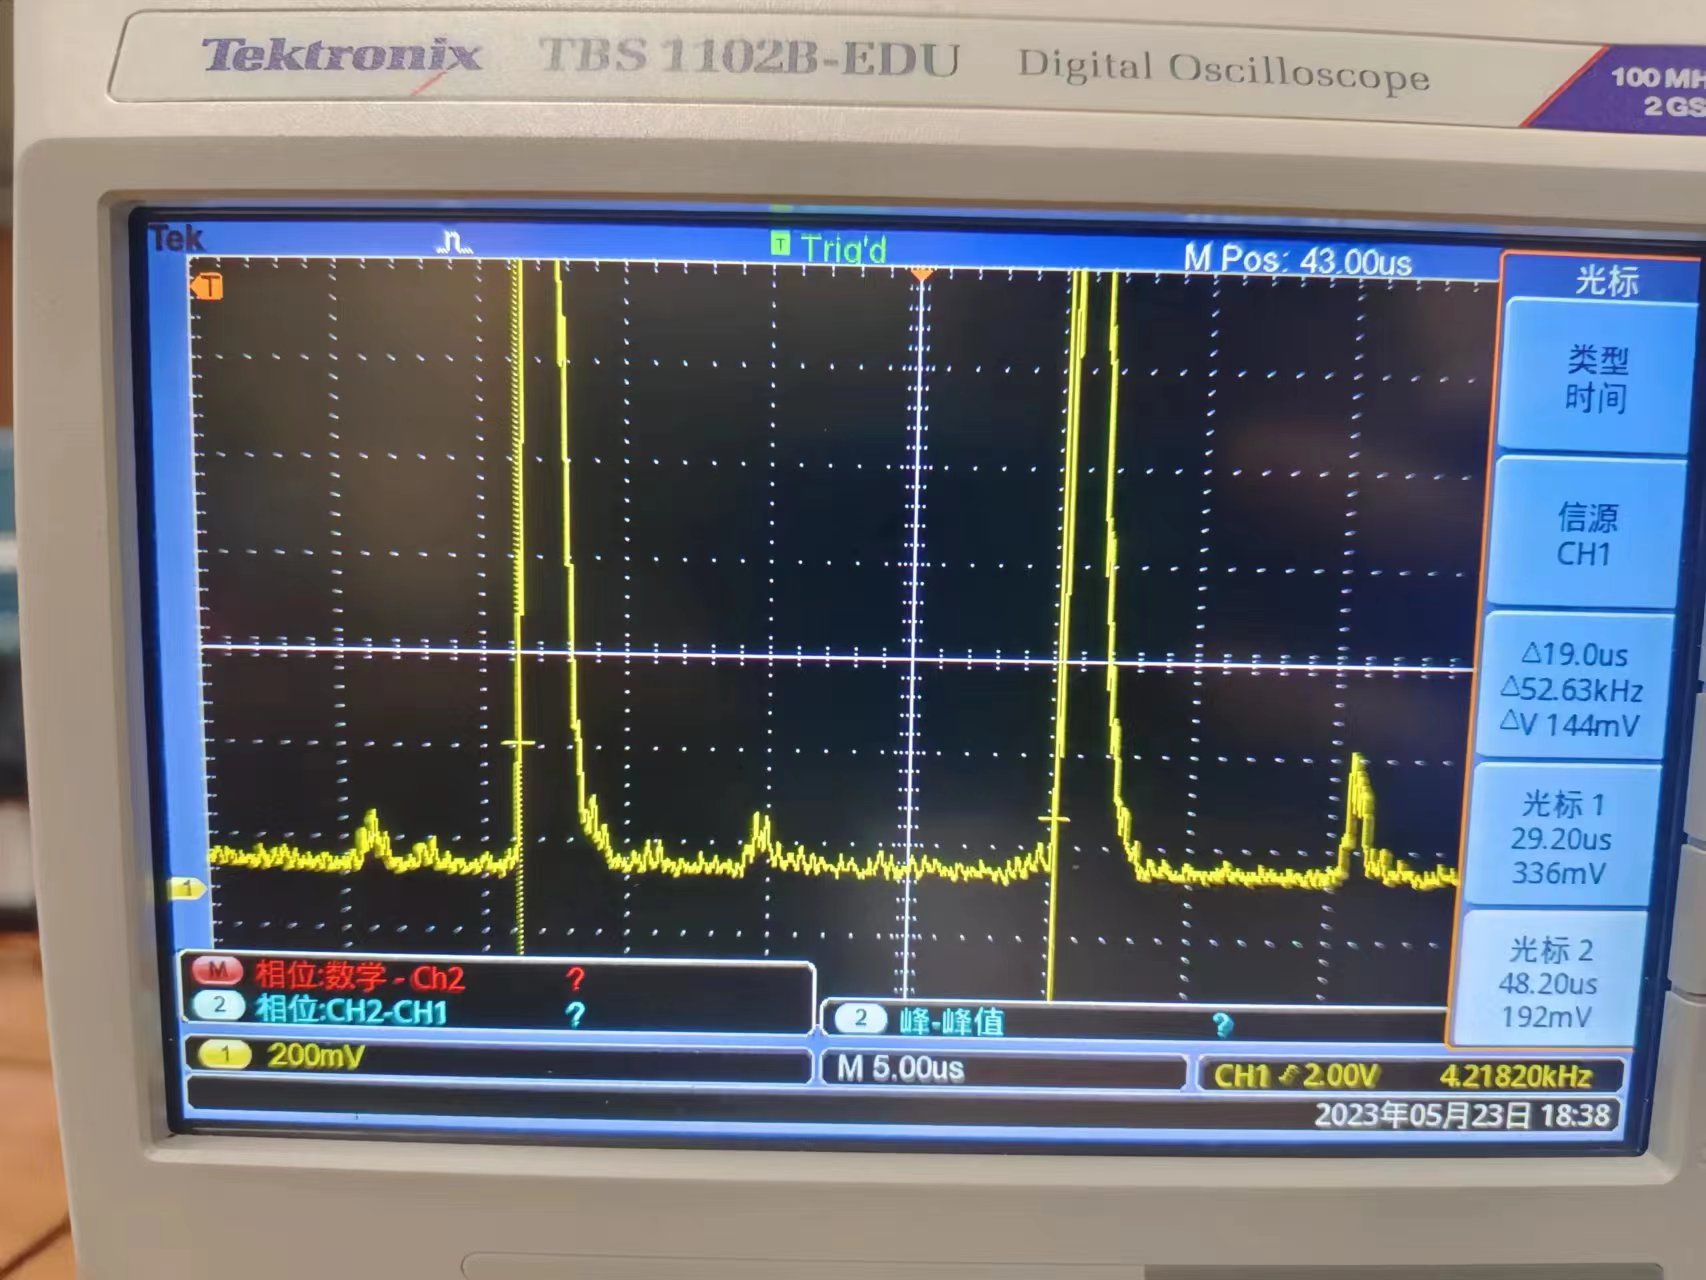 Tektronix TBS 1102B-EDU Digital Oscilloscope
100 MH
2 GS
Tek T Trig'd M Pos: 43.00us
T
光标
类型
时间
信源
CH1
△19.0us
△52.63kHz
△V 144mV
光标 1
29.20us
336mV
光标 2
48.20us
192mV
1
M 相位:数学 - Ch2 ?
2 相位:CH2-CH1 ?
2 峰-峰值 ?
1 200mV
M 5.00us
CH1 2.00V 4.21820kHz
2023年05月23日 18:38